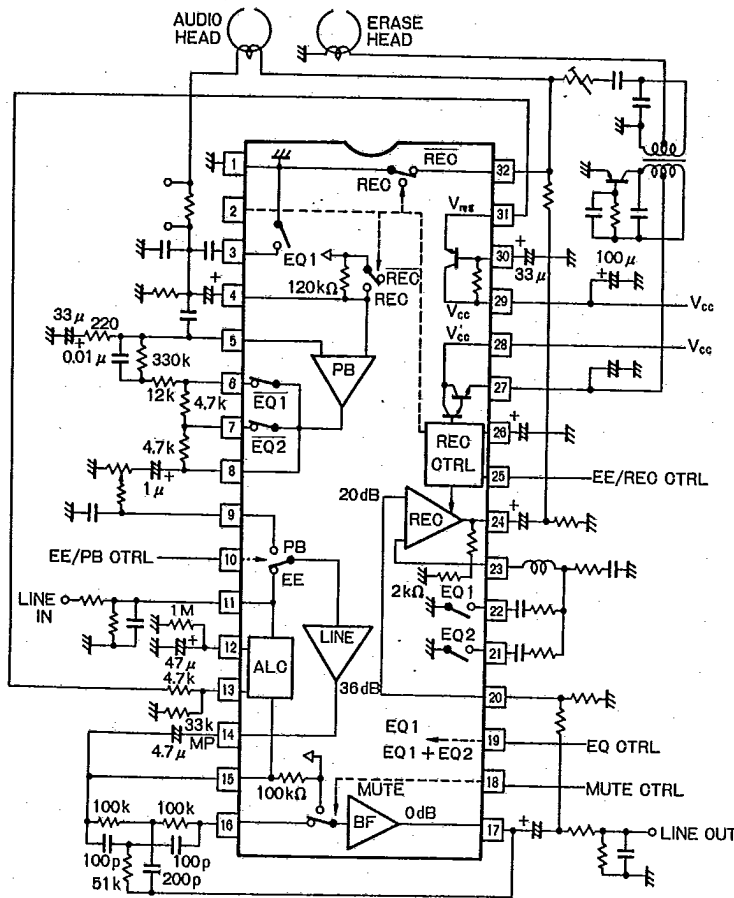 AUDIO
HEAD
ERASE
HEAD
1
2
3
4
5
6
7
8
9
10
11
12
13
14
15
16
32
31
30
29
28
27
26
25
24
23
22
21
20
19
18
17
REC
REC
EQ1
120kΩ
REC
REC
PB
EQ1
EQ2
33μ
220
0.01μ
330k
12k
4.7k
4.7k
1μ
EE/PB CTRL
PB
EE
LINE
IN
1M
47μ
4.7k
33k
MP
4.7μ
ALC
LINE
36dB
100kΩ
MUTE
BF
0dB
100k
100k
100p
100p
51k
200p
Vreg
33μ
100μ
Vcc
Vcc
Vcc'
Vcc
REC
CTRL
EE/REC CTRL
20dB
REC
2kΩ
EQ1
EQ2
EQ1
EQ1+EQ2
EQ CTRL
MUTE CTRL
LINE OUT